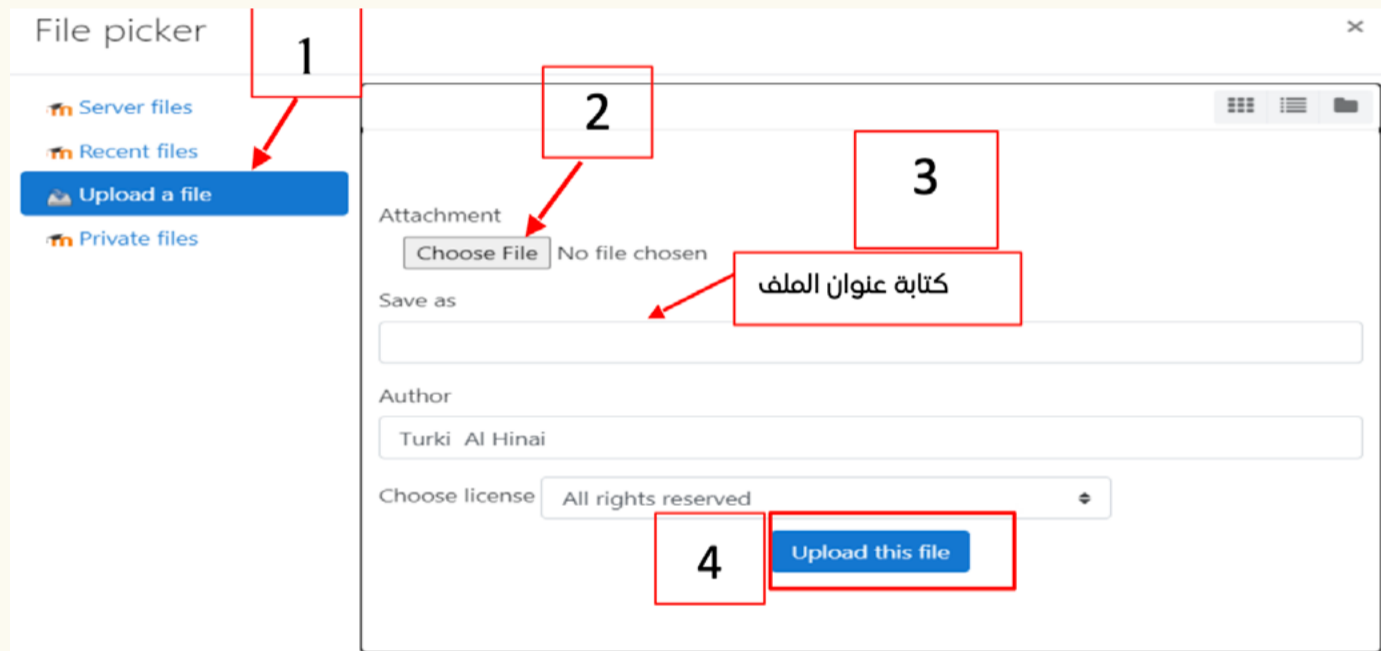 File picker
×
1
Server files
Recent files
Upload a file
Private files
2
3
Attachment
Choose File No file chosen
كتابة عنوان الملف
Save as
Author
Turki Al Hinai
Choose license All rights reserved
4
Upload this file